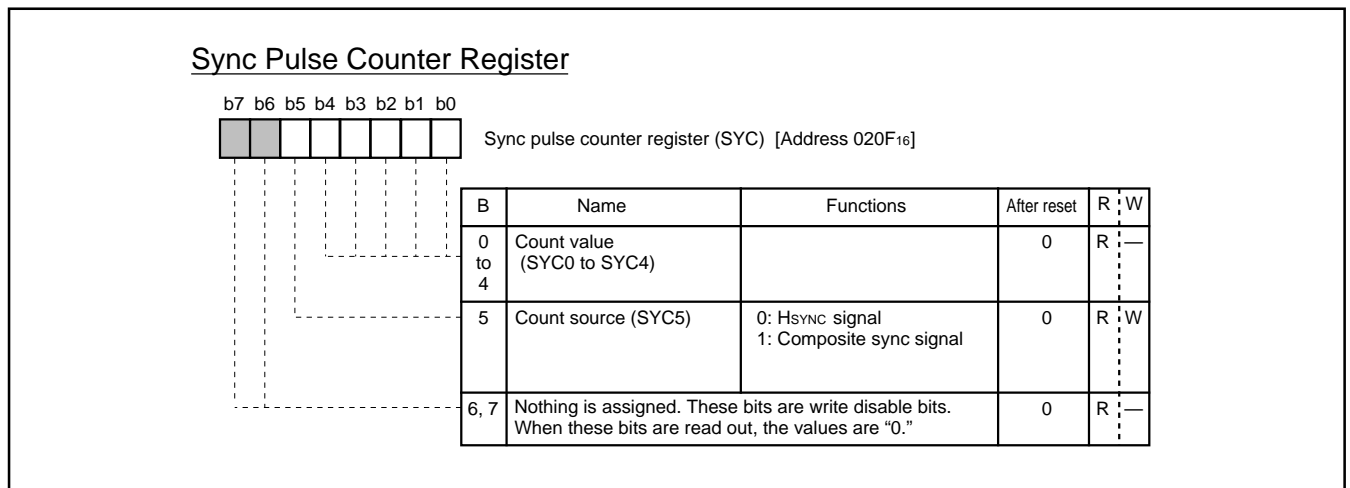 Sync Pulse Counter Register
b7 b6 b5 b4 b3 b2 b1 b0
Sync pulse counter register (SYC) [Address 020F16]
B Name Functions After reset R W
0 to 4 Count value (SYC0 to SYC4) 0 R —
5 Count source (SYC5) 0: HSYNC signal 0 R W
1: Composite sync signal
6, 7 Nothing is assigned. These bits are write disable bits. 0 R —
When these bits are read out, the values are “0.”